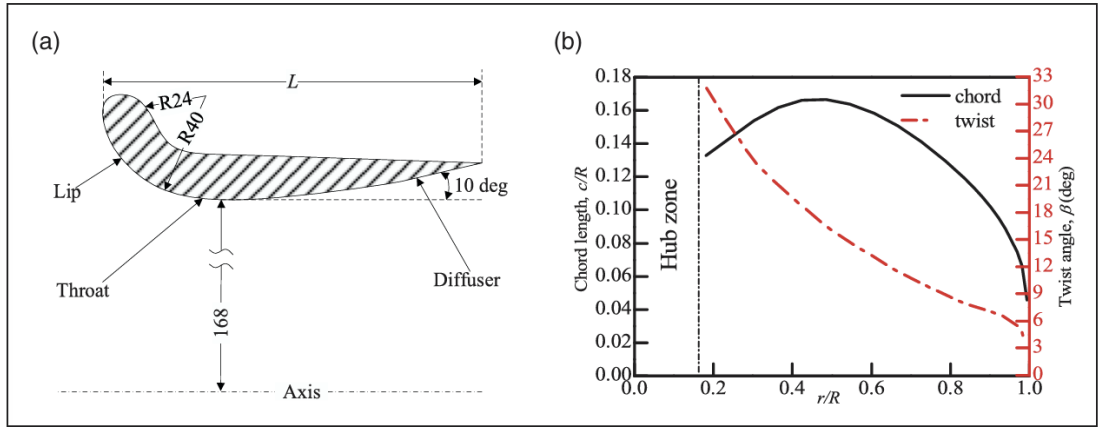 (a)
L
R24
R40
Lip
10 deg
Throat
Diffuser
168
Axis
(b)
0.18
0.16
0.14
0.12
0.10
0.08
0.06
0.04
0.02
0.00
Chord length, c/R
Hub zone
chord
twist
33
30
27
24
21
18
15
12
9
6
3
0
Twist angle, β(deg)
0.0
0.2
0.4
0.6
0.8
1.0
r/R